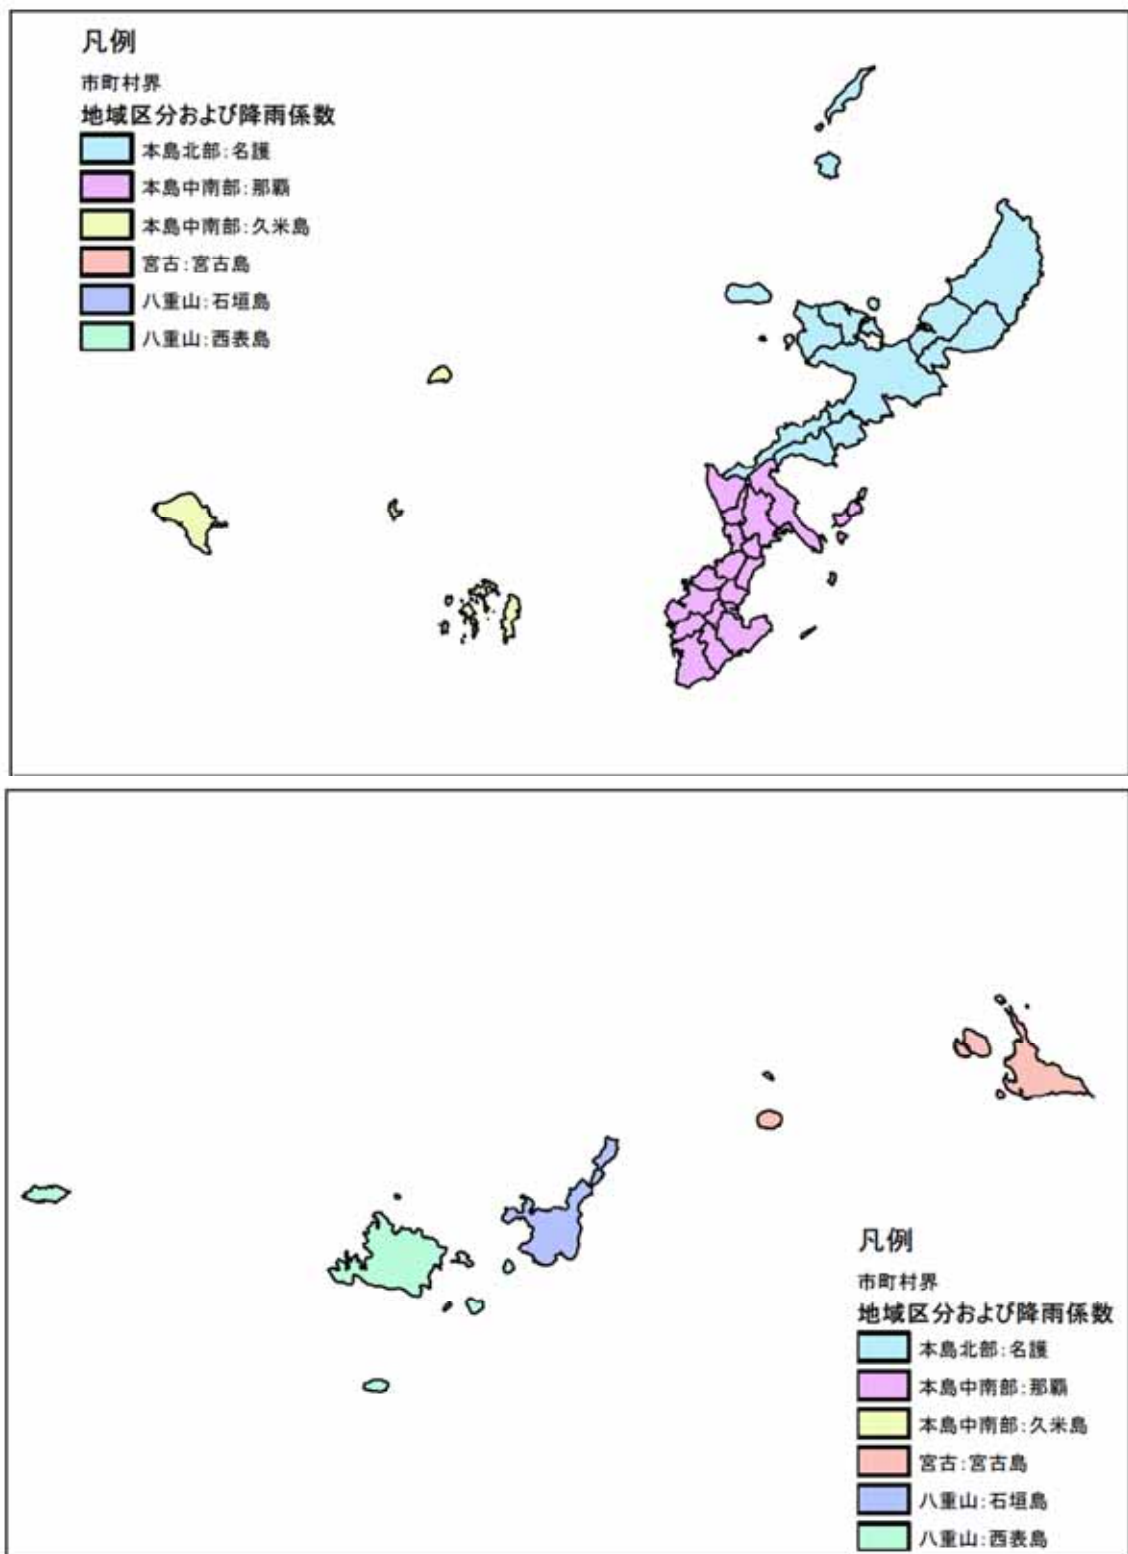 凡例
市町村界
地域区分および降雨係数
本島北部:名護
本島中南部:那覇
本島中南部:久米島
宮古:宮古島
八重山:石垣島
八重山:西表島
凡例
市町村界
地域区分および降雨係数
本島北部:名護
本島中南部:那覇
本島中南部:久米島
宮古:宮古島
八重山:石垣島
八重山:西表島